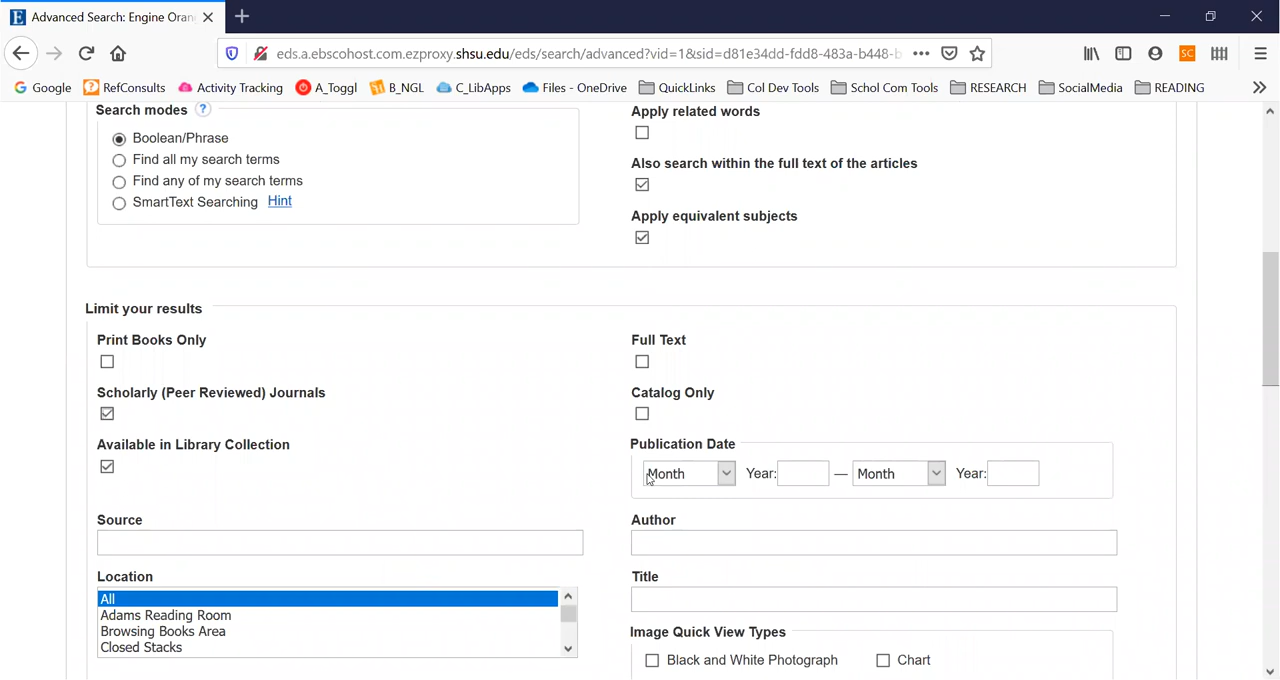 Advanced Search: Engine Oran
eds.a.ebscohost.com.ezproxy.shsu.edu/eds/search/advanced?vid=1&sid=d81e34dd-fdd8-483a-b448-b
SC
Google RefConsults Activity Tracking A_Toggl B_NGL C_LibApps Files - OneDrive QuickLinks Col Dev Tools Schol Com Tools RESEARCH SocialMedia READING
Search modes ?
Boolean/Phrase
Find all my search terms
Find any of my search terms
SmartText Searching Hint
Apply related words
Also search within the full text of the articles
Apply equivalent subjects
Limit your results
Print Books Only
Full Text
Scholarly (Peer Reviewed) Journals
Catalog Only
Available in Library Collection
Publication Date
Month Year: — Month Year:
Source
Author
Location
All
Adams Reading Room
Browsing Books Area
Closed Stacks
Title
Image Quick View Types
Black and White Photograph Chart